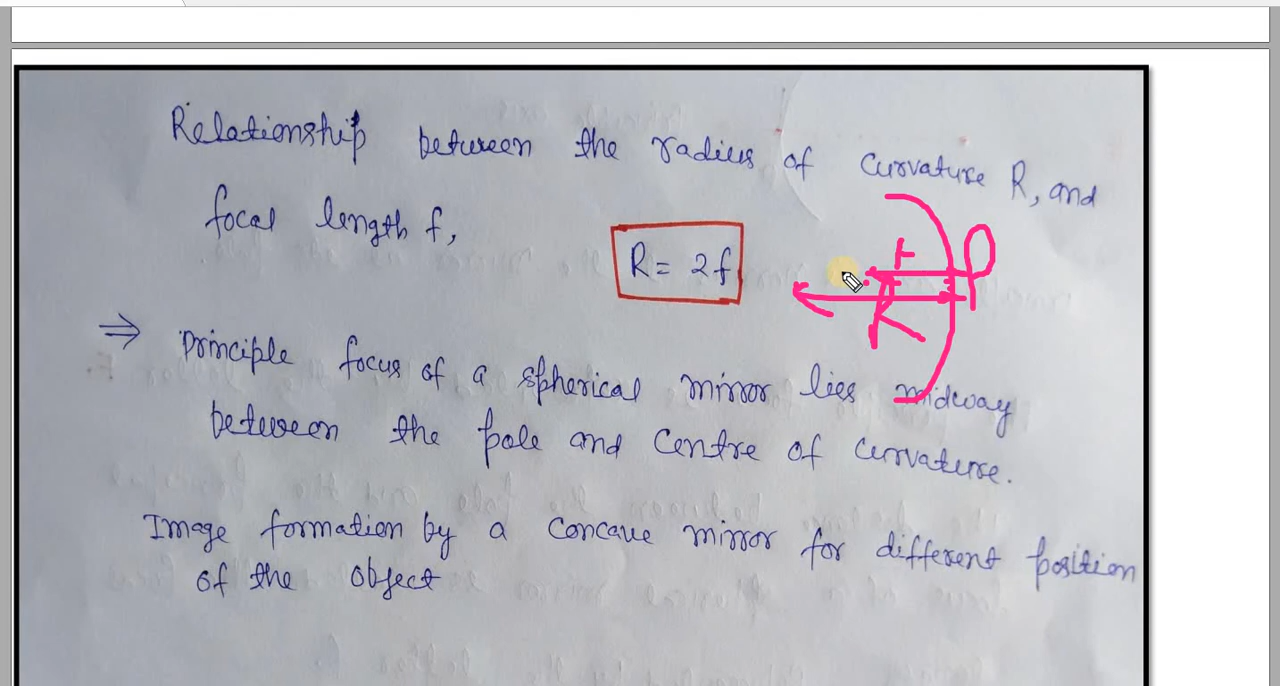 Relationship between the radius of curvature R, and
focal length f,
R = 2f
F
P
R
⇒ Principle focus of a spherical mirror lies midway
between the pole and centre of curvature.
Image formation by a concave mirror for different position
of the object